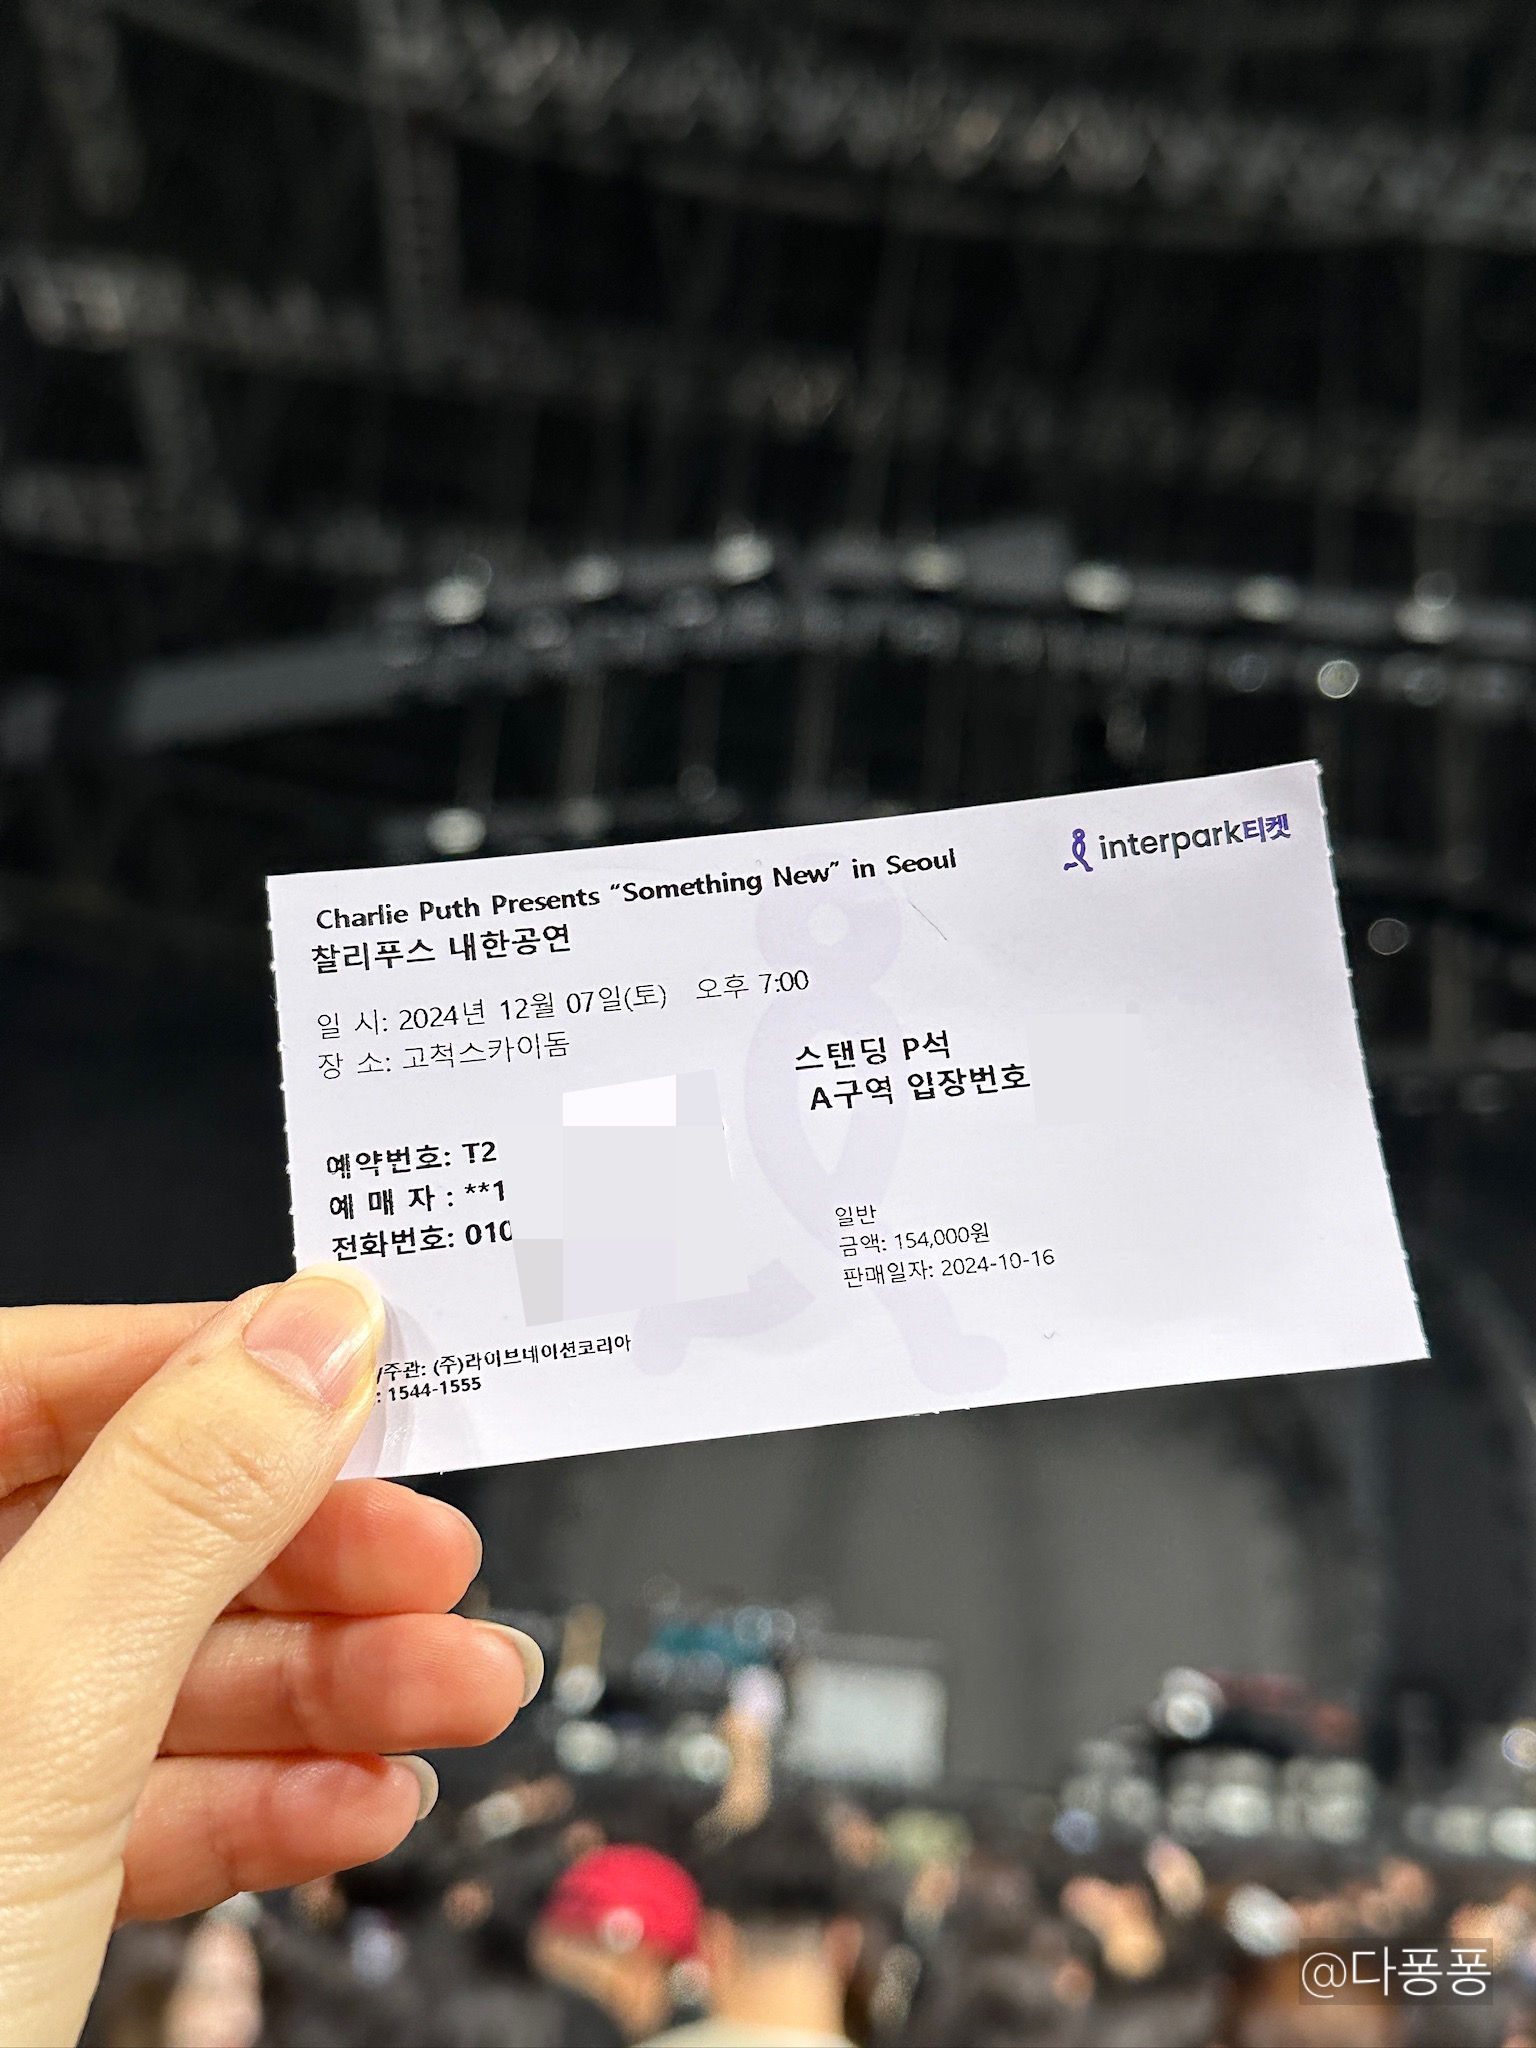 interpark티켓
Charlie Puth Presents “Something New” in Seoul
찰리푸스 내한공연
일 시: 2024년 12월 07일(토) 오후 7:00
장 소: 고척스카이돔
스탠딩 P석
A구역 입장번호
예약번호: T2
예 매 자 : **1
전화번호: 010
일반
금액: 154,000원
판매일자: 2024-10-16
/주관: (주)라이브네이션코리아
: 1544-1555
@다퐁퐁